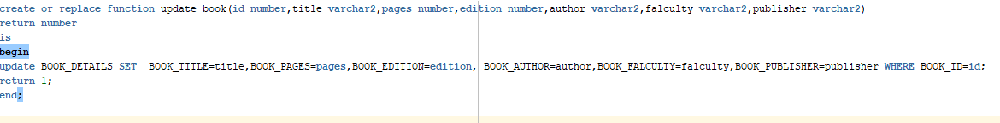 create or replace function update_book(id number,title varchar2,pages number,edition number,author varchar2,falculty varchar2,publisher varchar2)
return number
is
begin
update BOOK_DETAILS SET  BOOK_TITLE=title,BOOK_PAGES=pages,BOOK_EDITION=edition, BOOK_AUTHOR=author,BOOK_FALCULTY=falculty,BOOK_PUBLISHER=publisher WHERE BOOK_ID=id;
return 1;
end;